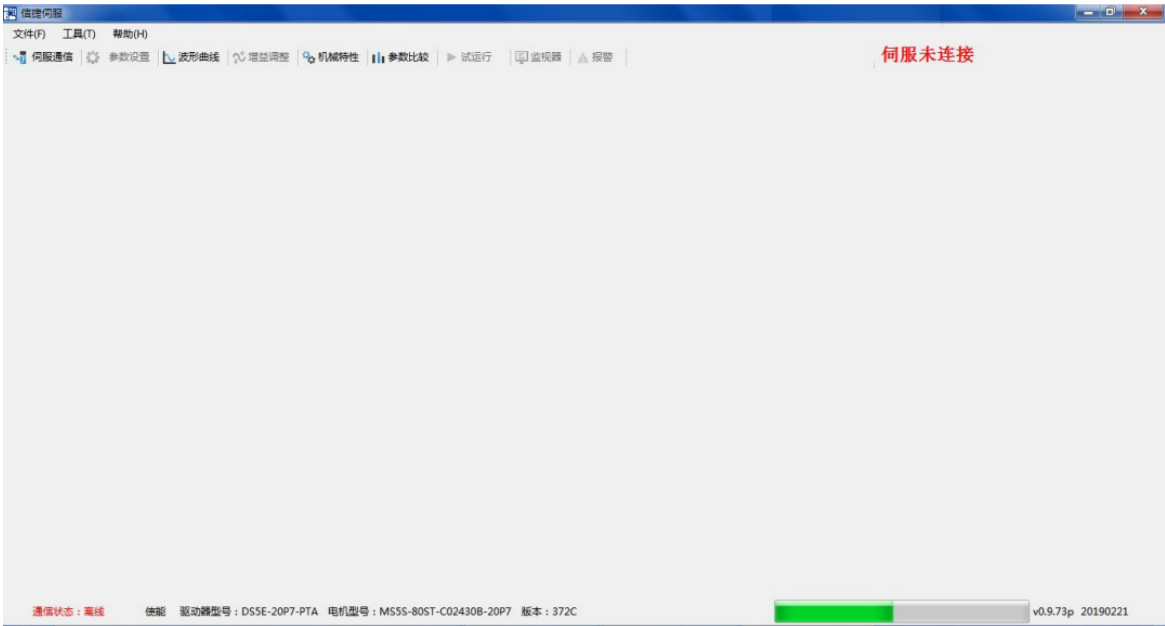 信捷伺服
文件(F) 工具(T) 帮助(H)
伺服通信 参数设置 波形曲线 增益调整 机械特性 参数比较 试运行 监视器 报警 伺服未连接
通信状态：离线 使能 驱动器型号：DS5E-20P7-PTA 电机型号：MS5S-80ST-C02430B-20P7 版本：372C v0.9.73p 20190221